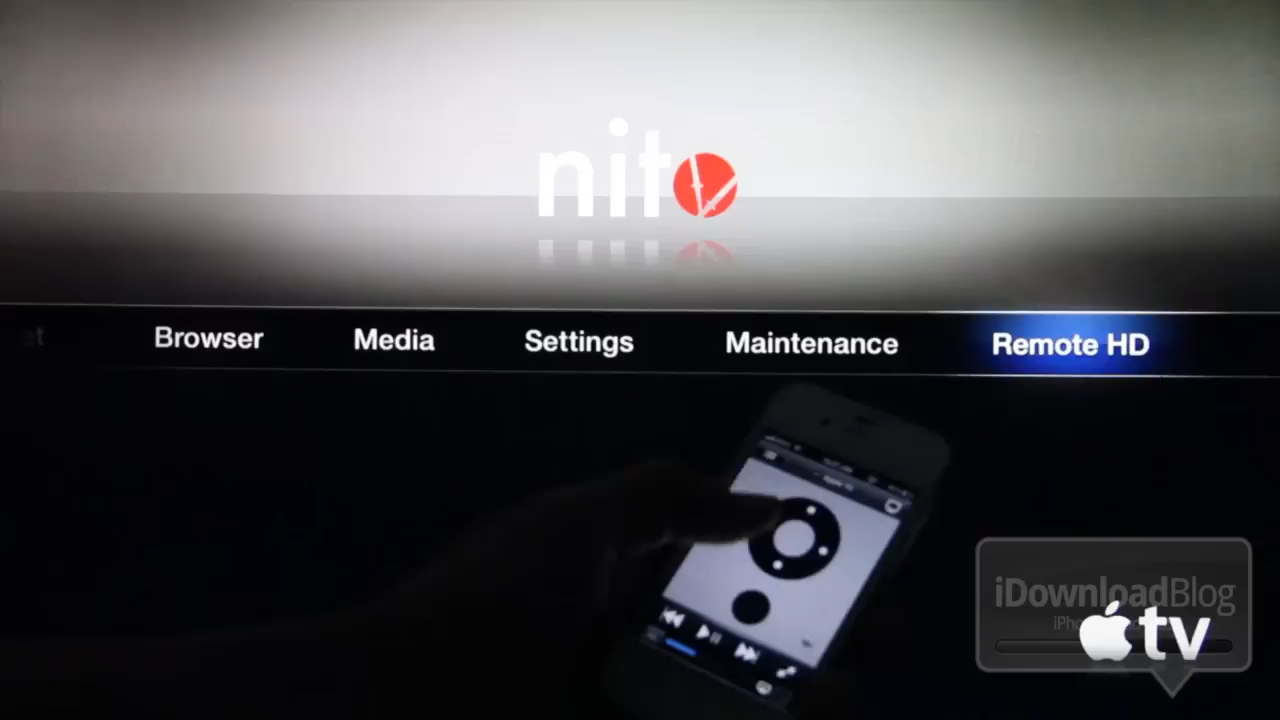 nito
Browser Media Settings Maintenance Remote HD
iDownloadBlog
tv